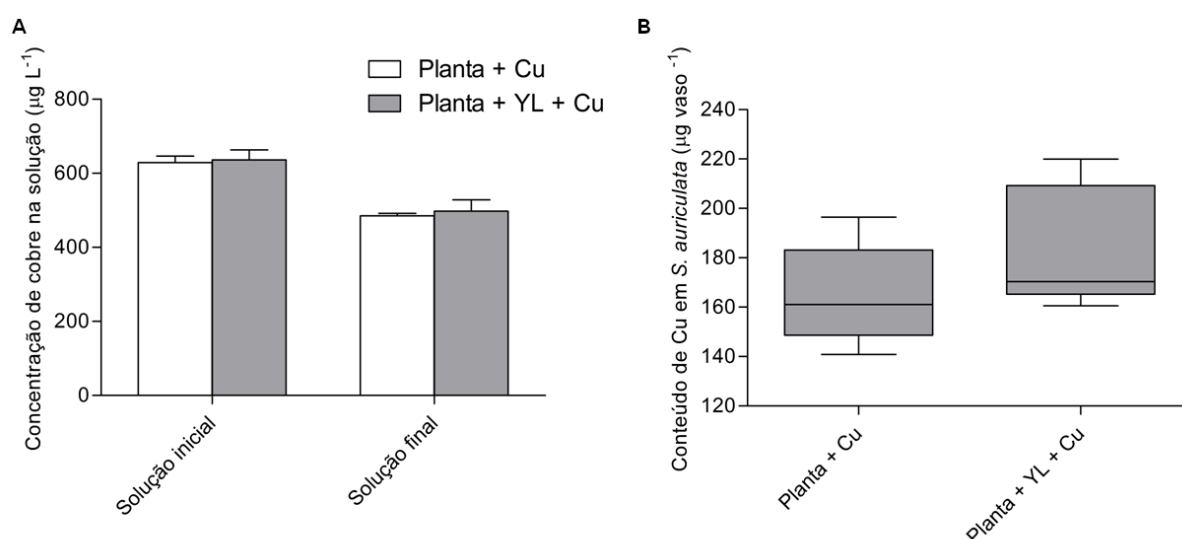 A
Concentração de cobre na solução (µg L⁻¹)
800
600
400
200
0
Planta + Cu
Planta + YL + Cu
Solução inicial
Solução final
B
Conteúdo de Cu em S. auriculata (µg vaso ⁻¹)
240
220
200
180
160
140
120
Planta + Cu
Planta + YL + Cu